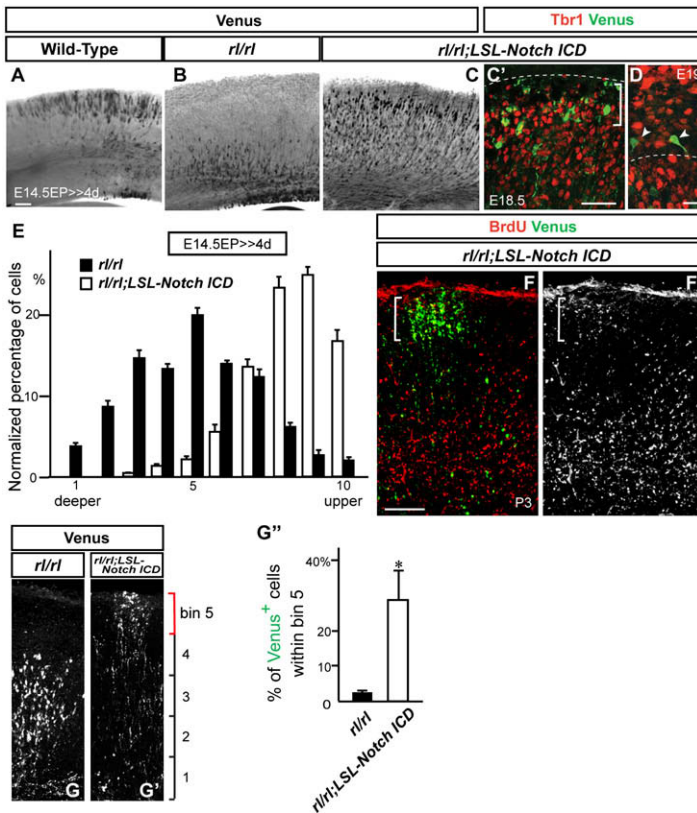 Venus
Tbr1 Venus
Wild-Type
rl/rl
rl/rl;LSL-Notch ICD
A
B
C
C'
D
E19
E14.5EP>>4d
E18.5
E
E14.5EP>>4d
rl/rl
rl/rl;LSL-Notch ICD
Normalized percentage of cells
%
20
10
0
1
5
10
deeper
upper
BrdU Venus
rl/rl;LSL-Notch ICD
F
F
P3
Venus
rl/rl
rl/rl;LSL-
Notch ICD
bin 5
4
3
2
1
G
G'
G''
% of Venus+ cells
within bin 5
40%
20
10
0
*
rl/rl
rl/rl;LSL-Notch ICD